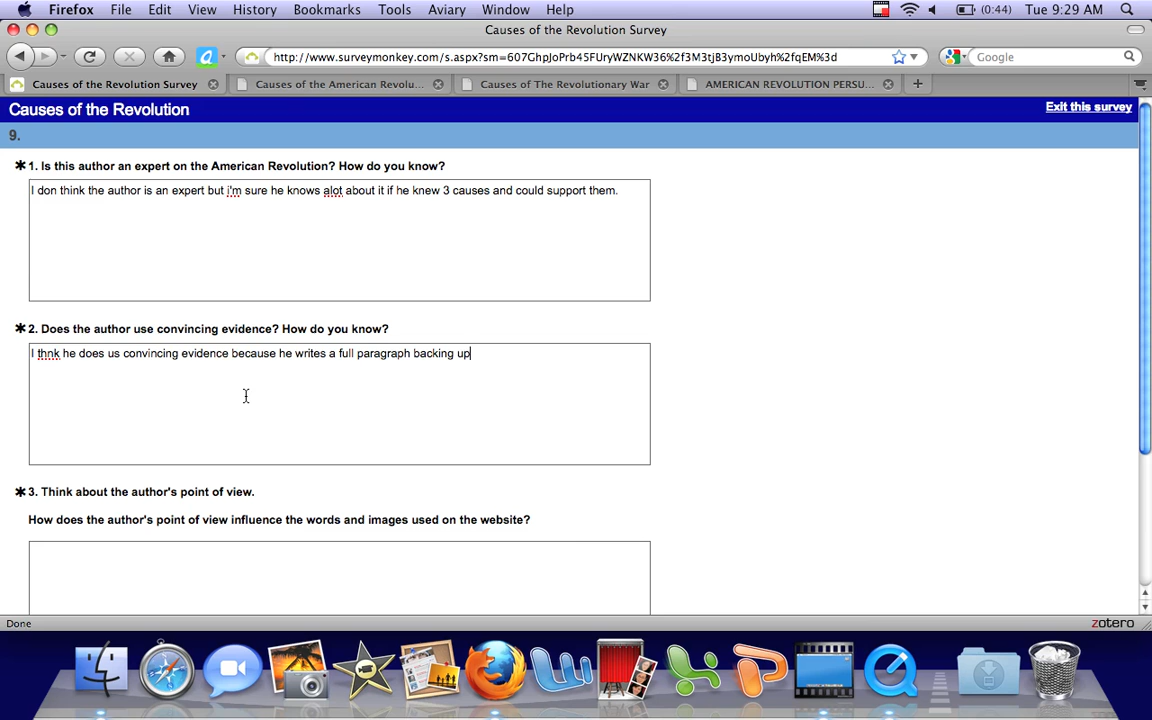 Firefox File Edit View History Bookmarks Tools Aviary Window Help (0:44) Tue 9:29 AM
Causes of the Revolution Survey
http://www.surveymonkey.com/s.aspx?sm=607GhpJoPrb45FUryWZNKW36%2f3M3tjB3ymoUbyh%2fqEM%3d Google
Causes of the Revolution Survey Causes of the American Revolu... Causes of The Revolutionary War AMERICAN REVOLUTION PERSU...
Causes of the Revolution Exit this survey
9.
* 1. Is this author an expert on the American Revolution? How do you know?
I don think the author is an expert but i'm sure he knows alot about it if he knew 3 causes and could support them.
* 2. Does the author use convincing evidence? How do you know?
I thnk he does us convincing evidence because he writes a full paragraph backing up
* 3. Think about the author's point of view.
How does the author's point of view influence the words and images used on the website?
Done zotero